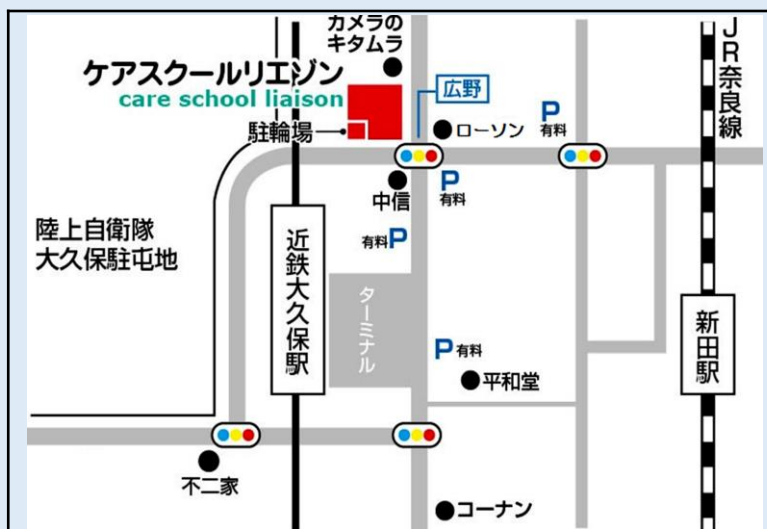 カメラの
キタムラ
ケアスクールリエゾン
care school liaison
駐輪場
広野
ローソン
P
有料
JR奈良線
中信
P
有料
有料P
陸上自衛隊
大久保駐屯地
近鉄大久保駅
ターミナル
新田駅
P有料
平和堂
不二家
コーナン